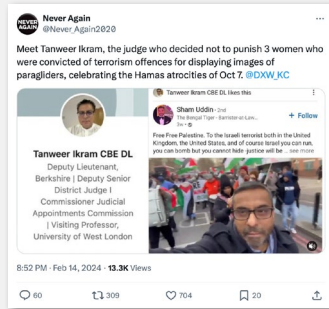 NEVER
AGAIN
Never Again
@Never_Again2020
Meet Tanweer Ikram, the judge who decided not to punish 3 women who
were convicted of terrorism offences for displaying images of
paragliders, celebrating the Hamas atrocities of Oct 7. @DXW_KC
Tanweer Ikram CBE DL
Deputy Lieutenant,
Berkshire | Deputy Senior
District Judge I
Commissioner Judicial
Appointments Commission
| Visiting Professor,
University of West London
Tanweer Ikram CBE DL likes this
Sham Uddin · 2nd
The Bengal Tiger - Barrister-at-Law...
+ Follow
Free Free Palestine. To the Israeli terrorist both in the United
Kingdom, the United States, and of course Israel you can run,
you can bomb but you cannot hide- justice will be ...see more
8:52 PM · Feb 14, 2024 · 13.3K Views
60
309
704
20